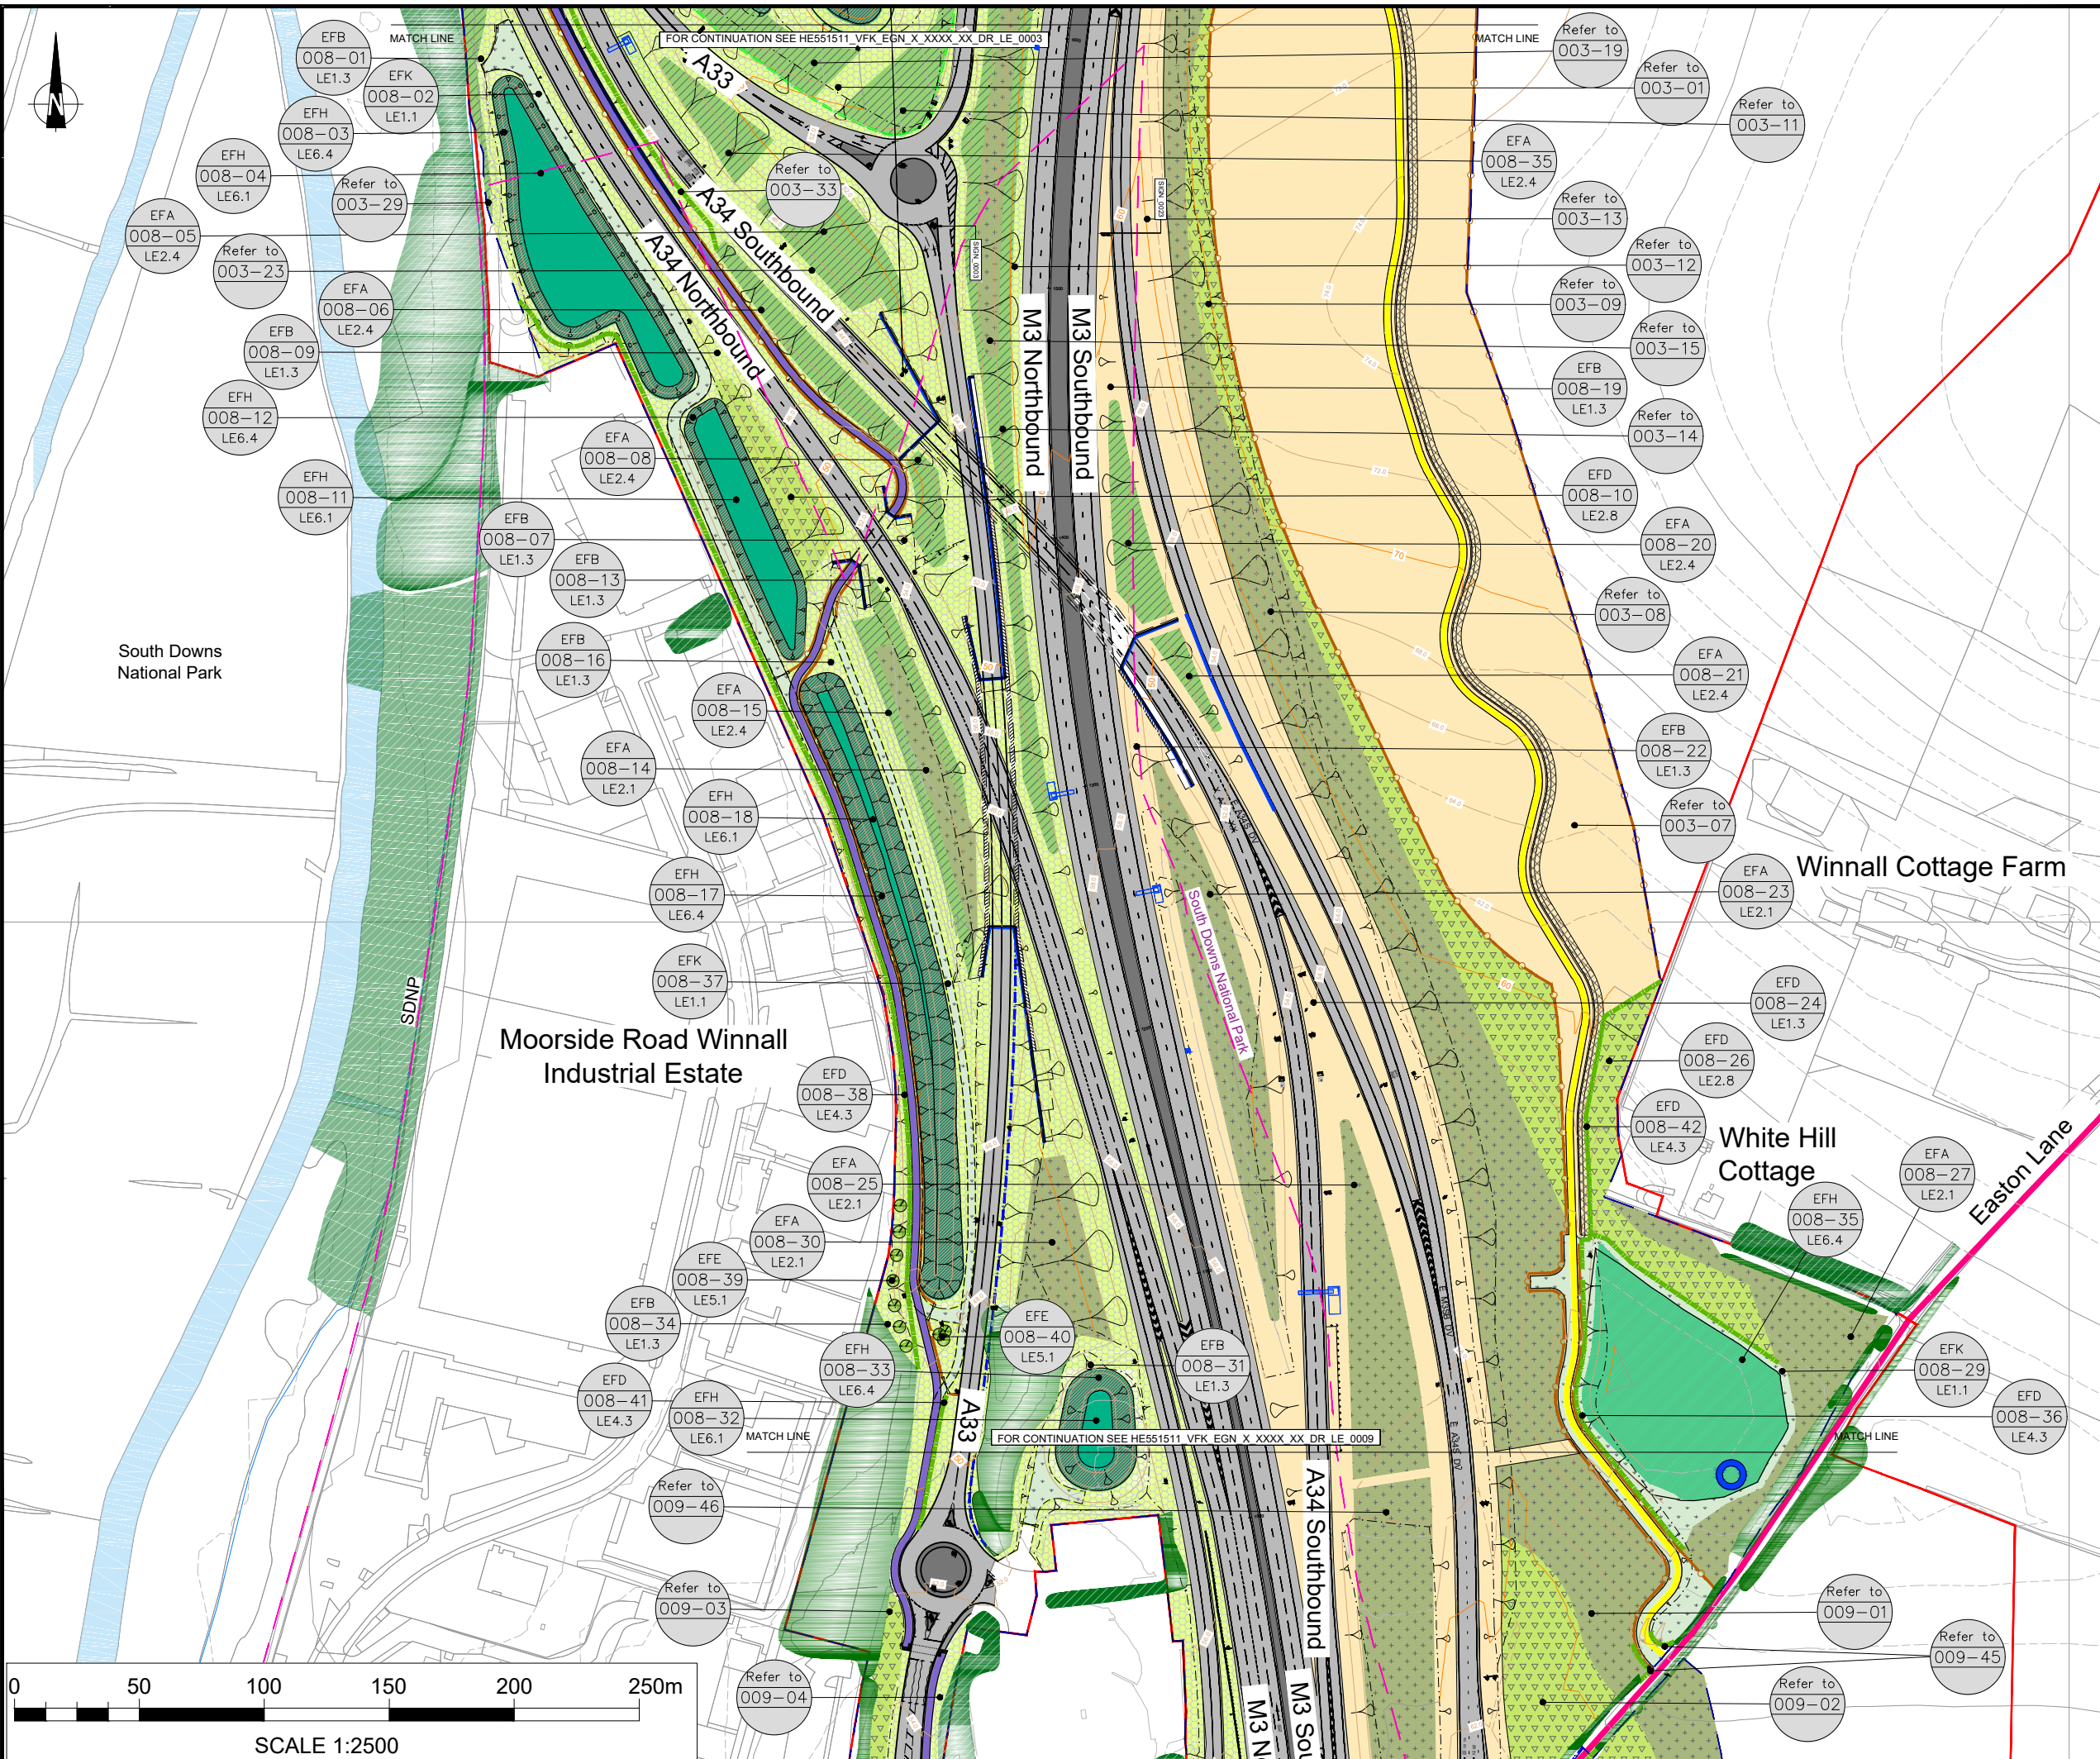 EFB
008-01
LE1.3
MATCH LINE
FOR CONTINUATION SEE HE551511_VFK_EGN_X_XXXX_XX_DR_LE_0003
MATCH LINE
Refer to
003-19
EFK
008-02
LE1.1
A33
Refer to
003-01
N
EFH
008-03
LE6.4
Refer to
003-11
EFH
008-04
LE6.1
Refer to
003-29
Refer to
003-33
EFA
008-35
LE2.4
EFA
008-05
LE2.4
Refer to
003-23
A34 Southbound
A34 Northbound
SIGN_0003
SIGN_0023
Refer to
003-13
Refer to
003-12
EFA
008-06
LE2.4
Refer to
003-09
EFB
008-09
LE1.3
M3 Northbound
M3 Southbound
Refer to
003-15
EFB
008-19
LE1.3
EFH
008-12
LE6.4
Refer to
003-14
EFA
008-08
LE2.4
EFH
008-11
LE6.1
EFD
008-10
LE2.8
EFB
008-07
LE1.3
EFA
008-20
LE2.4
70
EFB
008-13
LE1.3
Refer to
003-08
South Downs
National Park
EFB
008-16
LE1.3
EFA
008-21
LE2.4
50
50
EFA
008-15
LE2.4
EFB
008-22
LE1.3
EFA
008-14
LE2.1
EFH
008-18
LE6.1
E_A34S_DV
Refer to
003-07
Winnall Cottage Farm
EFH
008-17
LE6.4
EFA
008-23
LE2.1
South Downs National Park
SDNP
EFK
008-37
LE1.1
60
EFD
008-24
LE1.3
Moorside Road Winnall
Industrial Estate
EFD
008-26
LE2.8
EFD
008-38
LE4.3
EFD
008-42
LE4.3
White Hill
Cottage
Easton Lane
EFA
008-25
LE2.1
EFA
008-27
LE2.1
EFA
008-30
LE2.1
EFH
008-35
LE6.4
EFE
008-39
LE5.1
E_M3SB_DV
EFB
008-34
LE1.3
EFE
008-40
LE5.1
EFH
008-33
LE6.4
EFB
008-31
LE1.3
EFK
008-29
LE1.1
EFD
008-41
LE4.3
EFH
008-32
LE6.1
EFD
008-36
LE4.3
A33
E_A34S_DV
MATCH LINE
FOR CONTINUATION SEE HE551511_VFK_EGN_X_XXXX_XX_DR_LE_0009
MATCH LINE
Refer to
009-46
A34 Southbound
Refer to
009-03
Refer to
009-01
Refer to
009-45
Refer to
009-04
Refer to
009-02
M3 N
M3 Sou
0 50 100 150 200 250m
SCALE 1:2500